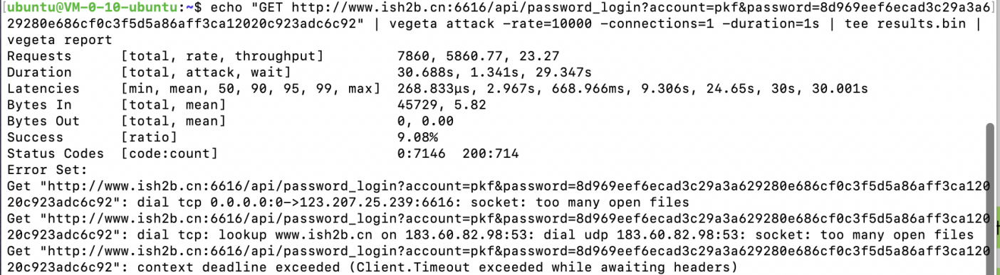 [ubuntu@VM-0-10-ubuntu:~$ echo "GET http://www.ish2b.cn:6616/api/password_login?account=pkf&password=8d969eef6ecad3c29a3a6]
29280e686cf0c3f5d5a86aff3ca12020c923adc6c92" | vegeta attack -rate=10000 -connections=1 -duration=1s | tee results.bin |
vegeta report
Requests      [total, rate, throughput]         7860, 5860.77, 23.27
Duration      [total, attack, wait]             30.688s, 1.341s, 29.347s
Latencies     [min, mean, 50, 90, 95, 99, max]  268.833µs, 2.967s, 668.966ms, 9.306s, 24.65s, 30s, 30.001s
Bytes In      [total, mean]                     45729, 5.82
Bytes Out     [total, mean]                     0, 0.00
Success       [ratio]                           9.08%
Status Codes  [code:count]                      0:7146  200:714
Error Set:
Get "http://www.ish2b.cn:6616/api/password_login?account=pkf&password=8d969eef6ecad3c29a3a629280e686cf0c3f5d5a86aff3ca120
20c923adc6c92": dial tcp 0.0.0.0:0->123.207.25.239:6616: socket: too many open files
Get "http://www.ish2b.cn:6616/api/password_login?account=pkf&password=8d969eef6ecad3c29a3a629280e686cf0c3f5d5a86aff3ca120
20c923adc6c92": dial tcp: lookup www.ish2b.cn on 183.60.82.98:53: dial udp 183.60.82.98:53: socket: too many open files
Get "http://www.ish2b.cn:6616/api/password_login?account=pkf&password=8d969eef6ecad3c29a3a629280e686cf0c3f5d5a86aff3ca120
20c923adc6c92": context deadline exceeded (Client.Timeout exceeded while awaiting headers)